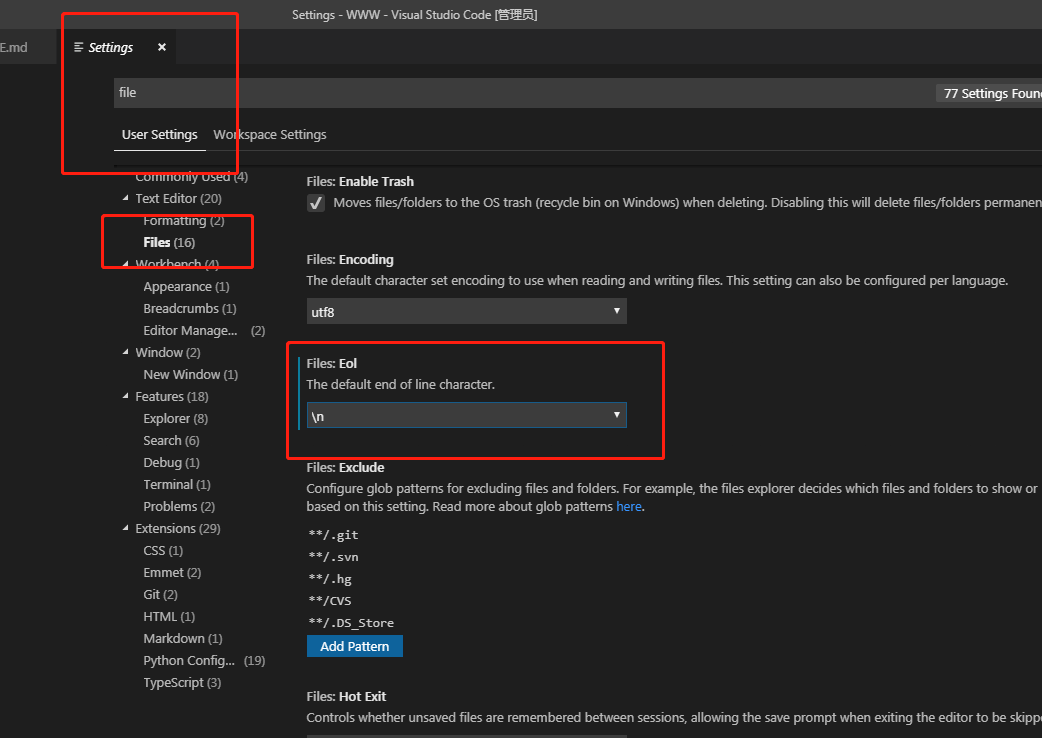 Settings - WWW - Visual Studio Code [管理员]
E.md
Settings ×
file
77 Settings Foun
User Settings Workspace Settings
Commonly Used (4)
Text Editor (20)
Formatting (2)
Files (16)
Workbench (4)
Appearance (1)
Breadcrumbs (1)
Editor Manage... (2)
Window (2)
New Window (1)
Features (18)
Explorer (8)
Search (6)
Debug (1)
Terminal (1)
Problems (2)
Extensions (29)
CSS (1)
Emmet (2)
Git (2)
HTML (1)
Markdown (1)
Python Config... (19)
TypeScript (3)
Files: Enable Trash
Moves files/folders to the OS trash (recycle bin on Windows) when deleting. Disabling this will delete files/folders permanen
Files: Encoding
The default character set encoding to use when reading and writing files. This setting can also be configured per language.
utf8
Files: Eol
The default end of line character.
\n
Files: Exclude
Configure glob patterns for excluding files and folders. For example, the files explorer decides which files and folders to show or
based on this setting. Read more about glob patterns here.
**/.git
**/.svn
**/.hg
**/CVS
**/.DS_Store
Add Pattern
Files: Hot Exit
Controls whether unsaved files are remembered between sessions, allowing the save prompt when exiting the editor to be skippe